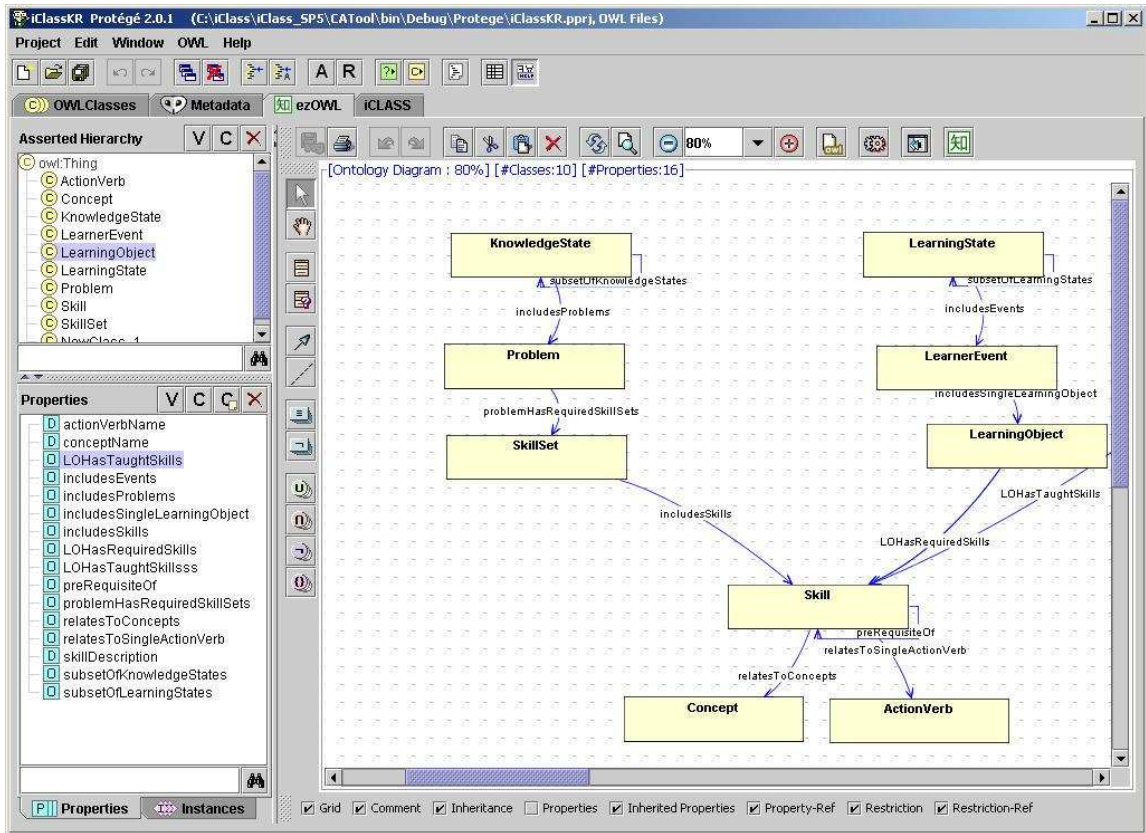 iClassKR Protégé 2.0.1 (C:\iClass\iClass_SP5\CATool\bin\Debug\Protege\iClassKR.pprj, OWL Files)
Project Edit Window OWL Help
A R
OWLClasses Metadata 知 ezOWL iCLASS
Asserted Hierarchy V C
80%
知
[Ontology Diagram : 80%] [#Classes:10] [#Properties:16]
C owl:Thing
C ActionVerb
C Concept
C KnowledgeState
C LearnerEvent
C LearningObject
C LearningState
C Problem
C Skill
C SkillSet
C NewClass_1
Properties V C C
D actionVerbName
D conceptName
O LOHasTaughtSkills
O includesEvents
O includesProblems
O includesSingleLearningObject
O includesSkills
O LOHasRequiredSkills
O LOHasTaughtSkillsss
O preRequisiteOf
O problemHasRequiredSkillSets
O relatesToConcepts
O relatesToSingleActionVerb
D skillDescription
O subsetOfKnowledgeStates
O subsetOfLearningStates
P Properties Instances
KnowledgeState
subsetOfKnowledgeStates
includesProblems
Problem
problemHasRequiredSkillSets
SkillSet
includesSkills
LearningState
subsetOfLearningStates
includesEvents
LearnerEvent
includesSingleLearningObject
LearningObject
LOHasTaughtSkills
LOHasRequiredSkills
Skill
preRequisiteOf
relatesToSingleActionVerb
relatesToConcepts
Concept
ActionVerb
Grid Comment Inheritance Properties Inherited Properties Property-Ref Restriction Restriction-Ref